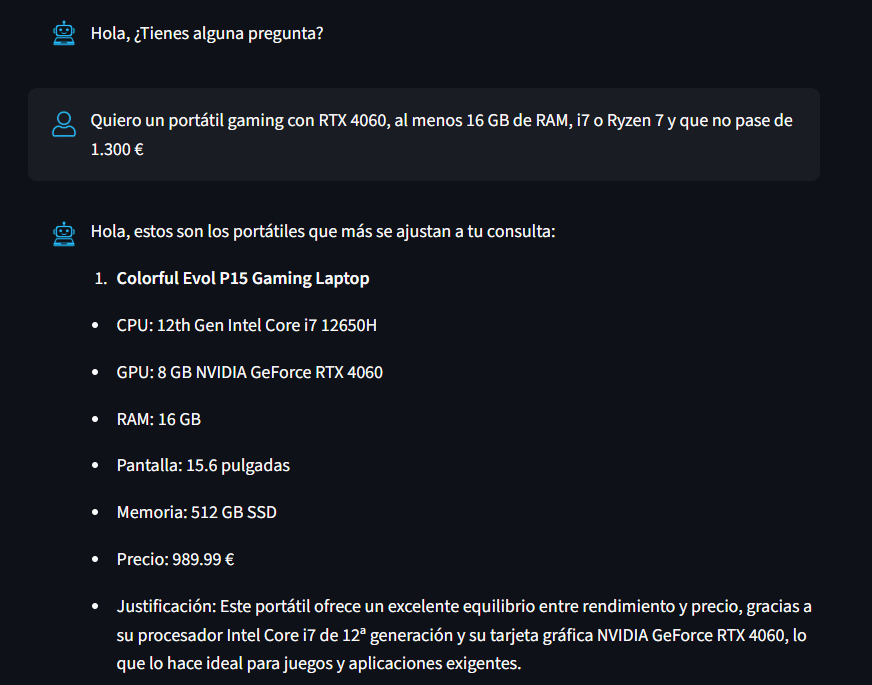 Hola, ¿Tienes alguna pregunta?
Quiero un portátil gaming con RTX 4060, al menos 16 GB de RAM, i7 o Ryzen 7 y que no pase de
1.300 €
Hola, estos son los portátiles que más se ajustan a tu consulta:
1. Colorful Evol P15 Gaming Laptop
• CPU: 12th Gen Intel Core i7 12650H
• GPU: 8 GB NVIDIA GeForce RTX 4060
• RAM: 16 GB
• Pantalla: 15.6 pulgadas
• Memoria: 512 GB SSD
• Precio: 989.99 €
• Justificación: Este portátil ofrece un excelente equilibrio entre rendimiento y precio, gracias a
su procesador Intel Core i7 de 12ª generación y su tarjeta gráfica NVIDIA GeForce RTX 4060, lo
que lo hace ideal para juegos y aplicaciones exigentes.